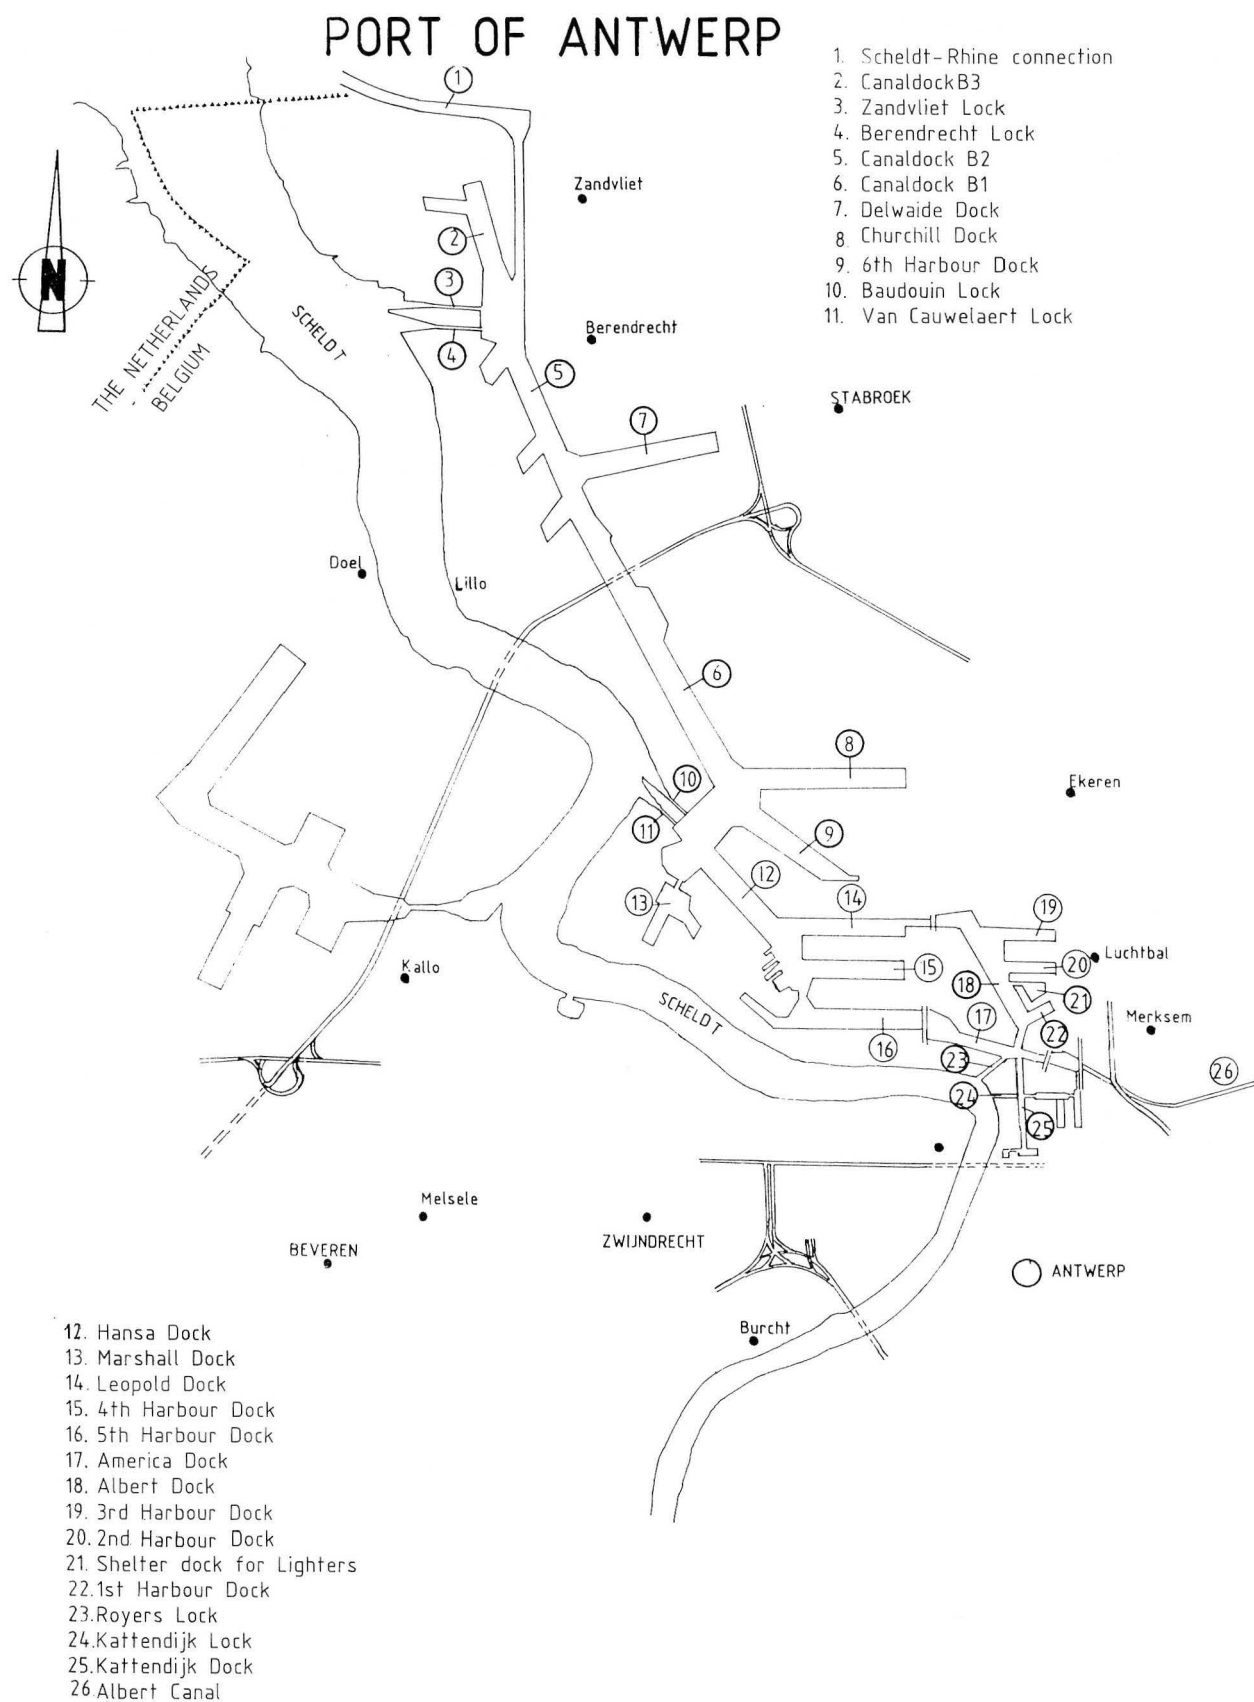 PORT OF ANTWERP
1. Scheldt-Rhine connection
2. Canaldock B3
3. Zandvliet Lock
4. Berendrecht Lock
5. Canaldock B2
6. Canaldock B1
7. Delwaide Dock
8 Churchill Dock
9. 6th Harbour Dock
10. Baudouin Lock
11. Van Cauwelaert Lock
1
Zandvliet
2
N
3
THE NETHERLANDS
BELGIUM
SCHELDT
Berendrecht
4
5
STABROEK
7
Doel
Lillo
6
8
Ekeren
10
11
9
12
13
14
19
Luchtbal
Kallo
15
20
18
21
SCHELDT
17
22
Merksem
16
23
26
24
25
Melsele
ZWIJNDRECHT
BEVEREN
ANTWERP
Burcht
12. Hansa Dock
13. Marshall Dock
14. Leopold Dock
15. 4th Harbour Dock
16. 5th Harbour Dock
17. America Dock
18. Albert Dock
19. 3rd Harbour Dock
20. 2nd Harbour Dock
21. Shelter dock for Lighters
22. 1st Harbour Dock
23. Royers Lock
24. Kattendijk Lock
25. Kattendijk Dock
26. Albert Canal